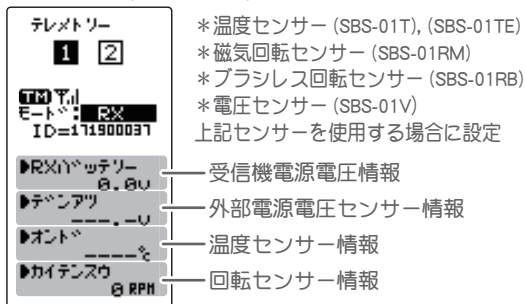 テレメトリー
1 2
TM
モード: RX
ID=171900037
▶RXバッテリー
0.0V
▶デンアツ
---.-V
▶オンド
----℃
▶カイテンスウ
0 RPM
＊温度センサー (SBS-01T), (SBS-01TE)
＊磁気回転センサー (SBS-01RM)
＊ブラシレス回転センサー (SBS-01RB)
＊電圧センサー (SBS-01V)
上記センサーを使用する場合に設定
受信機電源電圧情報
外部電源電圧センサー情報
温度センサー情報
回転センサー情報